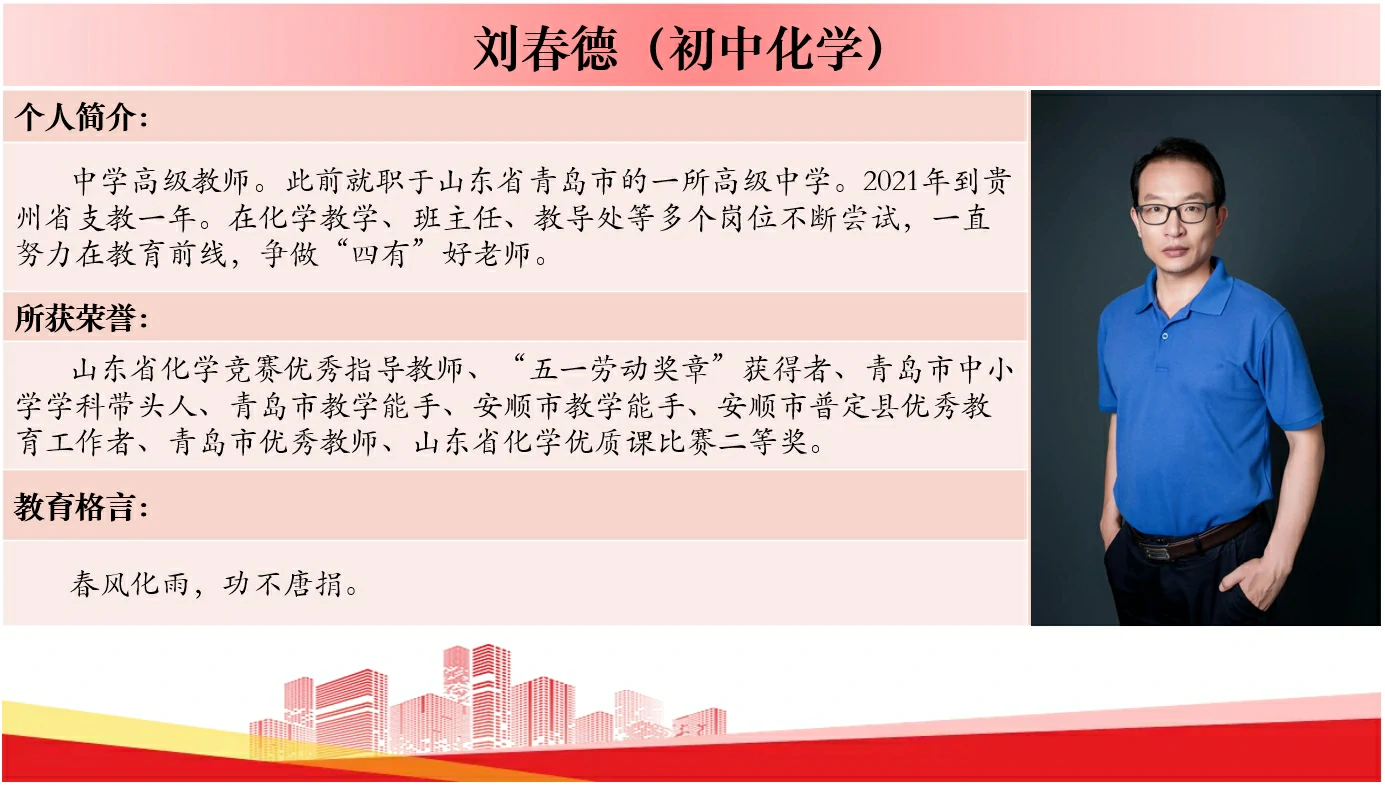 刘春德（初中化学）
个人简介：
中学高级教师。此前就职于山东省青岛市的一所高级中学。2021年到贵
州省支教一年。在化学教学、班主任、教导处等多个岗位不断尝试，一直
努力在教育前线，争做“四有”好老师。
所获荣誉：
山东省化学竞赛优秀指导教师、“五一劳动奖章”获得者、青岛市中小
学学科带头人、青岛市教学能手、安顺市教学能手、安顺市普定县优秀教
育工作者、青岛市优秀教师、山东省化学优质课比赛二等奖。
教育格言：
春风化雨，功不唐捐。